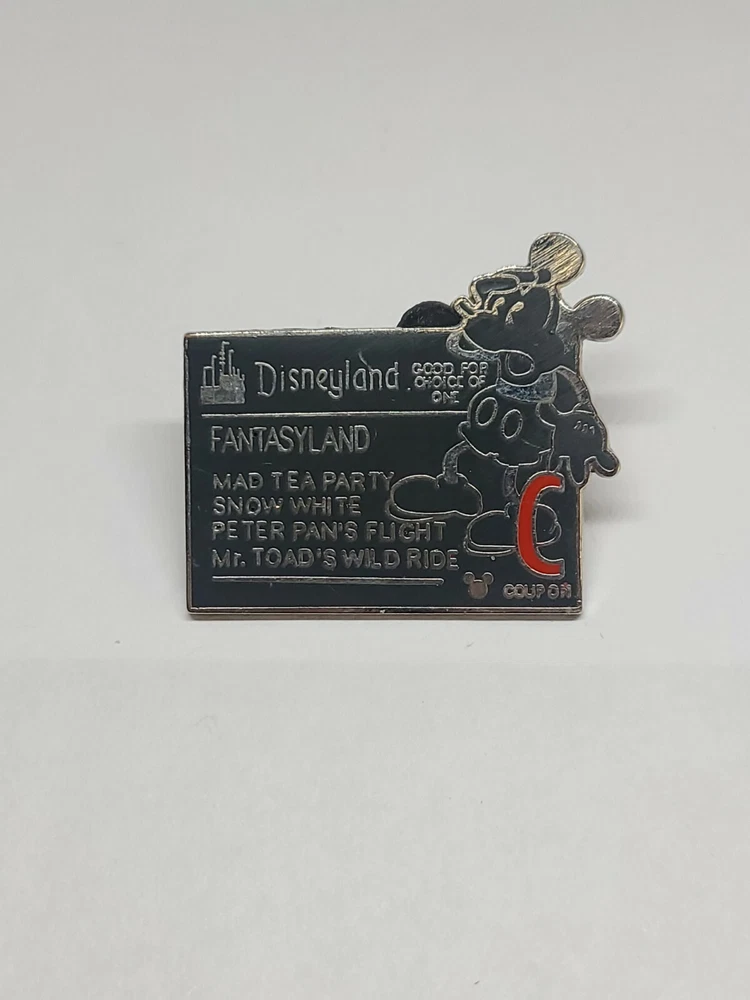 Disneyland
GOOD FOR
CHOICE OF
ONE
FANTASYLAND
MAD TEA PARTY
SNOW WHITE
PETER PAN'S FLIGHT
Mr. TOAD'S WILD RIDE
C
COUPON